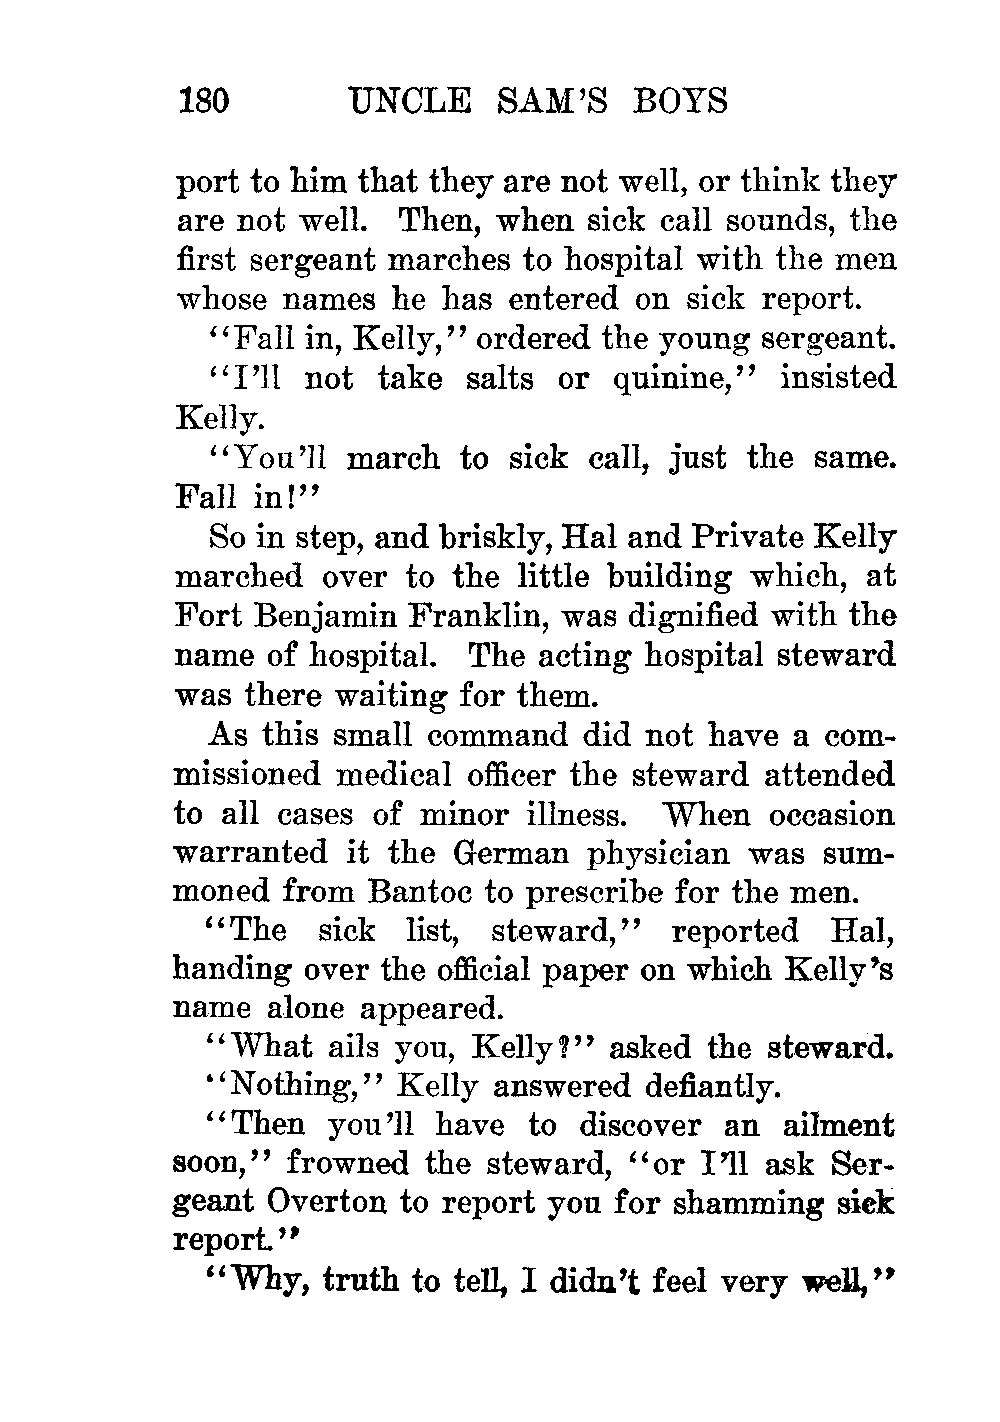 180 UNCLE SAM'S BOYS
port to him that they are not well, or think they
are not well. Then, when sick call sounds, the
first sergeant marches to hospital with the men
whose names he has entered on sick report.
"Fall in, Kelly," ordered the young sergeant.
"I'll not take salts or quinine," insisted
Kelly.
"You'll march to sick call, just the same.
Fall in!"
So in step, and briskly, Hal and Private Kelly
marched over to the little building which, at
Fort Benjamin Franklin, was dignified with the
name of hospital. The acting hospital steward
was there waiting for them.
As this small command did not have a com-
missioned medical officer the steward attended
to all cases of minor illness. When occasion
warranted it the German physician was sum-
moned from Bantoc to prescribe for the men.
"The sick list, steward," reported Hal,
handing over the official paper on which Kelly's
name alone appeared.
"What ails you, Kelly?" asked the steward.
"Nothing," Kelly answered defiantly.
"Then you'll have to discover an ailment
soon," frowned the steward, "or I'll ask Ser-
geant Overton to report you for shamming sick
report."
"Why, truth to tell, I didn't feel very well,"